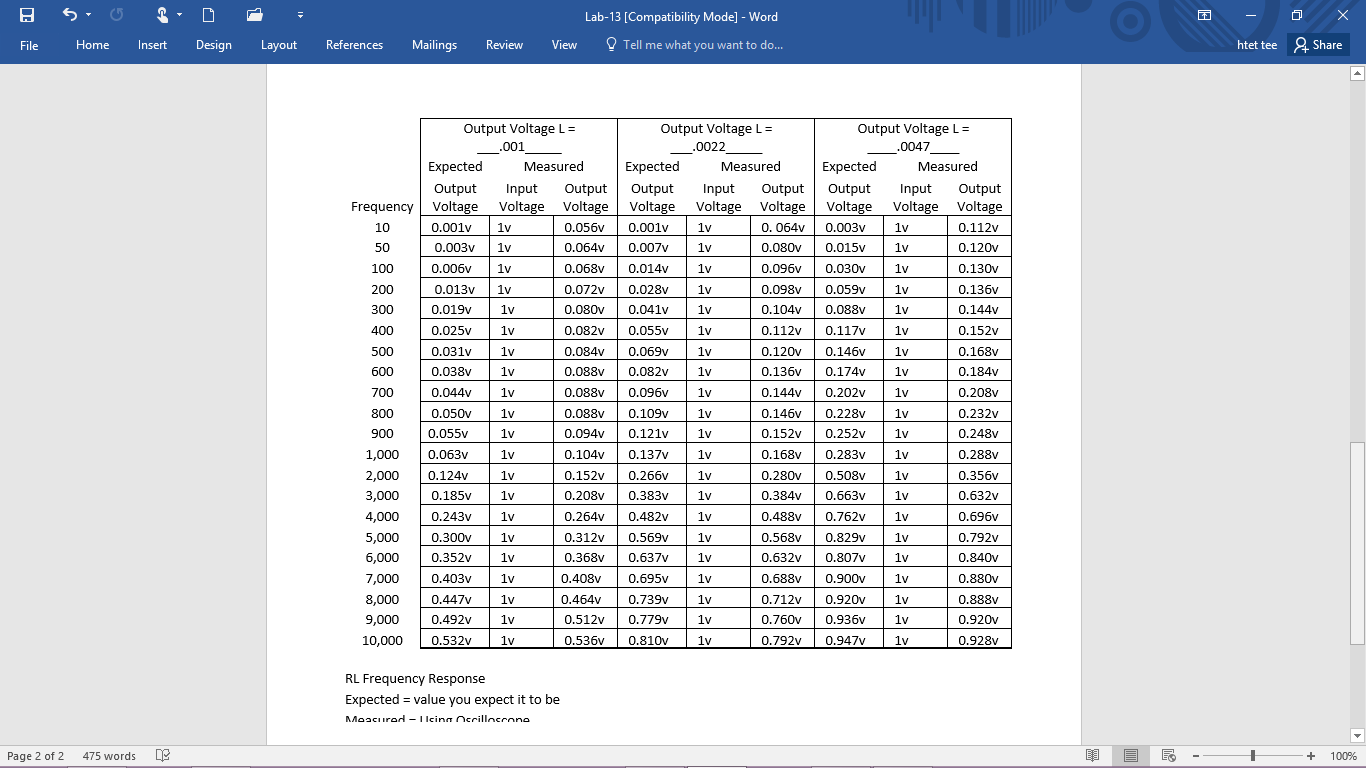 Lab-13 [Compatibility Mode] - Word
File Home Insert Design Layout References Mailings Review View Tell me what you want to do... htet tee Share
Output Voltage L = Output Voltage L = Output Voltage L =
___.001_____ ___.0022_____ ____.0047____
Expected Measured Expected Measured Expected Measured
Output Input Output Output Input Output Output Input Output
Frequency Voltage Voltage Voltage Voltage Voltage Voltage Voltage Voltage Voltage
10 0.001v 1v 0.056v 0.001v 1v 0. 064v 0.003v 1v 0.112v
50 0.003v 1v 0.064v 0.007v 1v 0.080v 0.015v 1v 0.120v
100 0.006v 1v 0.068v 0.014v 1v 0.096v 0.030v 1v 0.130v
200 0.013v 1v 0.072v 0.028v 1v 0.098v 0.059v 1v 0.136v
300 0.019v 1v 0.080v 0.041v 1v 0.104v 0.088v 1v 0.144v
400 0.025v 1v 0.082v 0.055v 1v 0.112v 0.117v 1v 0.152v
500 0.031v 1v 0.084v 0.069v 1v 0.120v 0.146v 1v 0.168v
600 0.038v 1v 0.088v 0.082v 1v 0.136v 0.174v 1v 0.184v
700 0.044v 1v 0.088v 0.096v 1v 0.144v 0.202v 1v 0.208v
800 0.050v 1v 0.088v 0.109v 1v 0.146v 0.228v 1v 0.232v
900 0.055v 1v 0.094v 0.121v 1v 0.152v 0.252v 1v 0.248v
1,000 0.063v 1v 0.104v 0.137v 1v 0.168v 0.283v 1v 0.288v
2,000 0.124v 1v 0.152v 0.266v 1v 0.280v 0.508v 1v 0.356v
3,000 0.185v 1v 0.208v 0.383v 1v 0.384v 0.663v 1v 0.632v
4,000 0.243v 1v 0.264v 0.482v 1v 0.488v 0.762v 1v 0.696v
5,000 0.300v 1v 0.312v 0.569v 1v 0.568v 0.829v 1v 0.792v
6,000 0.352v 1v 0.368v 0.637v 1v 0.632v 0.807v 1v 0.840v
7,000 0.403v 1v 0.408v 0.695v 1v 0.688v 0.900v 1v 0.880v
8,000 0.447v 1v 0.464v 0.739v 1v 0.712v 0.920v 1v 0.888v
9,000 0.492v 1v 0.512v 0.779v 1v 0.760v 0.936v 1v 0.920v
10,000 0.532v 1v 0.536v 0.810v 1v 0.792v 0.947v 1v 0.928v
RL Frequency Response
Expected = value you expect it to be
Measured = Using Oscilloscope
Page 2 of 2 475 words 100%